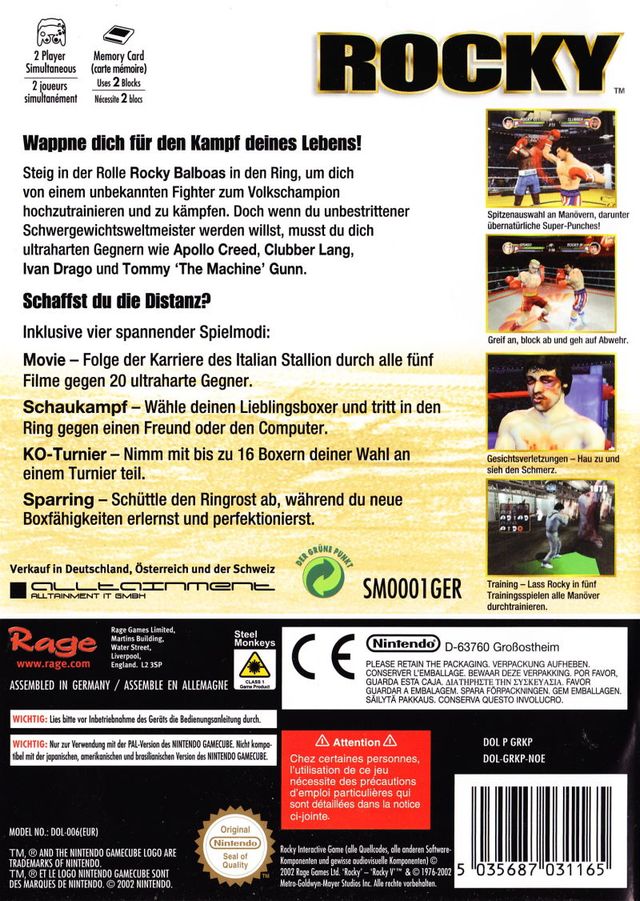 2 Player
Simultaneous
2 joueurs
simultanément
Memory Card
(carte mémoire)
Uses 2 Blocks
Nécessite 2 blocs
ROCKY™
Wappne dich für den Kampf deines Lebens!
Steig in der Rolle Rocky Balboas in den Ring, um dich
von einem unbekannten Fighter zum Volkschampion
hochzutrainieren und zu kämpfen. Doch wenn du unbestrittener
Schwergewichtsweltmeister werden willst, musst du dich
ultraharten Gegnern wie Apollo Creed, Clubber Lang,
Ivan Drago und Tommy 'The Machine' Gunn.
Schaffst du die Distanz?
Inklusive vier spannender Spielmodi:
Movie – Folge der Karriere des Italian Stallion durch alle fünf
Filme gegen 20 ultraharte Gegner.
Schaukampf – Wähle deinen Lieblingsboxer und tritt in den
Ring gegen einen Freund oder den Computer.
KO-Turnier – Nimm mit bis zu 16 Boxern deiner Wahl an
einem Turnier teil.
Sparring – Schüttle den Ringrost ab, während du neue
Boxfähigkeiten erlernst und perfektionierst.
Spitzenauswahl an Manövern, darunter
übernatürliche Super-Punches!
Greif an, block ab und geh auf Abwehr.
Gesichtsverletzungen – Hau zu und
sieh den Schmerz.
Training – Lass Rocky in fünf
Trainingsspielen alle Manöver
durchtrainieren.
Verkauf in Deutschland, Österreich und der Schweiz
alltainment
ALLTAINMENT IT GMBH
DER GRÜNE PUNKT
SM0001GER
Rage
www.rage.com
Rage Games Limited,
Martins Building,
Water Street,
Liverpool,
England. L2 3SP
Steel
Monkeys
CLASS 1
Game Product
ASSEMBLED IN GERMANY / ASSEMBLE EN ALLEMAGNE
CE
Nintendo® D-63760 Großostheim
PLEASE RETAIN THE PACKAGING. VERPACKUNG AUFHEBEN.
CONSERVER L'EMBALLAGE. BEWAAR DEZE VERPAKKING. POR FAVOR,
GUARDA ESTA CAJA. ΔΙΑΤΗΡΗΣΤΕ ΤΗΝ ΣΥΣΚΕΥΑΣΙΑ. FAVOR
GUARDAR A EMBALAGEM. SPARA FÖRPACKNINGEN. GEM EMBALLAGEN.
SÄILYTÄ PAKKAUS. CONSERVA QUESTO INVOLUCRO.
WICHTIG: Lies bitte vor Inbetriebnahme des Geräts die Bedienungsanleitung durch.
WICHTIG: Nur zur Verwendung mit der PAL-Version des NINTENDO GAMECUBE. Nicht kompa-
tibel mit der japanischen, amerikanischen und brasilianischen Version des NINTENDO GAMECUBE.
Attention
Chez certaines personnes,
l'utilisation de ce jeu
nécessite des précautions
d'emploi particulières qui
sont détaillées dans la notice
ci-jointe.
DOL P GRKP
DOL-GRKP-NOE
MODEL NO.: DOL-006(EUR)
TM, ® AND THE NINTENDO GAMECUBE LOGO ARE
TRADEMARKS OF NINTENDO.
TM, ® ET LE LOGO NINTENDO GAMECUBE SONT
DES MARQUES DE NINTENDO. © 2002 NINTENDO.
Original
Nintendo®
Seal of
Quality
Rocky Interactive Game (alle Quellcodes, alle anderen Software-
Komponenten und gewisse audiovisuelle Komponenten) ©
2002 Rage Games Ltd. 'Rocky' – 'Rocky V'™ & © 1976-2002
Metro-Goldwyn-Mayer Studios Inc. Alle Rechte vorbehalten.
5 035687 031165